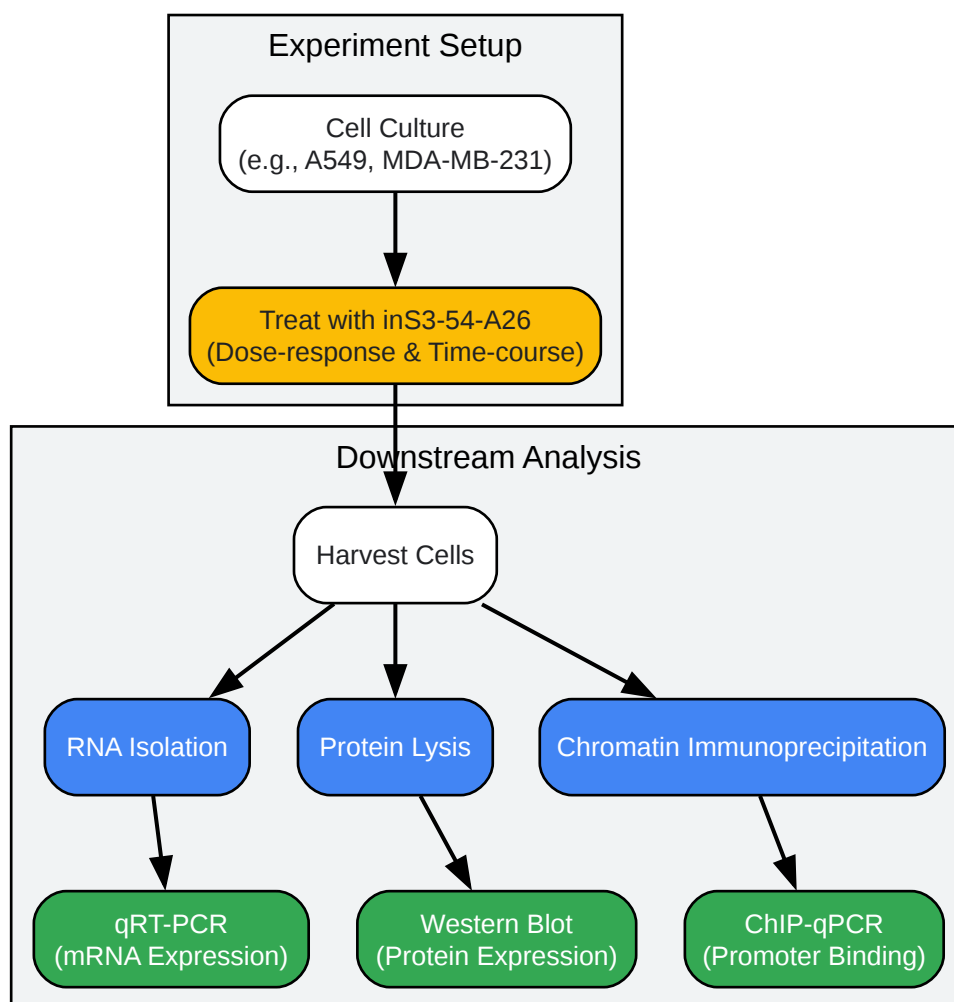 Experiment Setup
Cell Culture
(e.g., A549, MDA-MB-231)
Treat with inS3-54-A26
(Dose-response & Time-course)
Downstream Analysis
Harvest Cells
RNA Isolation
Protein Lysis
Chromatin Immunoprecipitation
qRT-PCR
(mRNA Expression)
Western Blot
(Protein Expression)
ChIP-qPCR
(Promoter Binding)